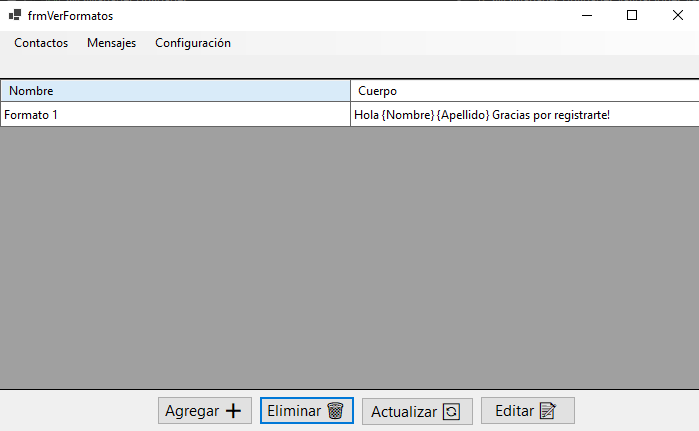 frmVerFormatos
Contactos Mensajes Configuración
Nombre Cuerpo
Formato 1 Hola {Nombre} {Apellido} Gracias por registrarte!
Agregar Eliminar Actualizar Editar